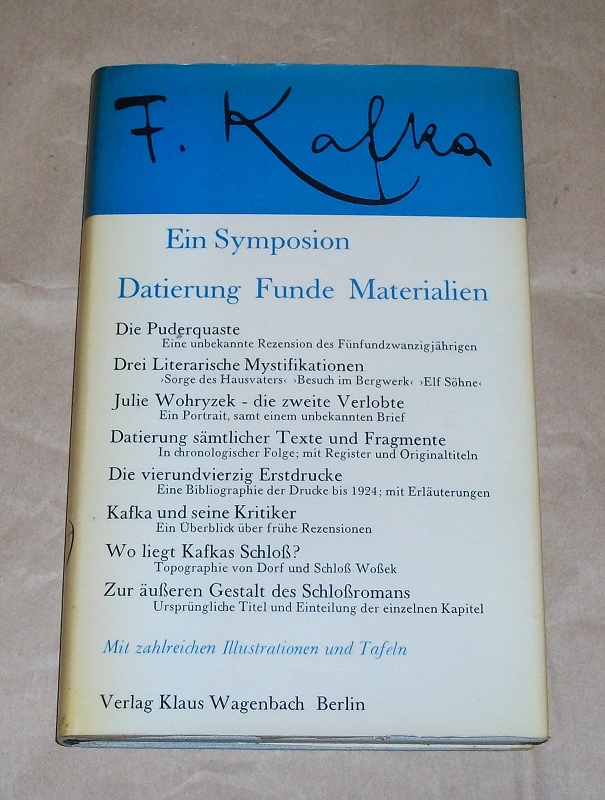 F. Kafka
Ein Symposion
Datierung Funde Materialien
Die Puderquaste
Eine unbekannte Rezension des Fünfundzwanzigjährigen
Drei Literarische Mystifikationen
›Sorge des Hausvaters‹ ›Besuch im Bergwerk‹ ›Elf Söhne‹
Julie Wohryzek - die zweite Verlobte
Ein Portrait, samt einem unbekannten Brief
Datierung sämtlicher Texte und Fragmente
In chronologischer Folge; mit Register und Originaltiteln
Die vierundvierzig Erstdrucke
Eine Bibliographie der Drucke bis 1924; mit Erläuterungen
Kafka und seine Kritiker
Ein Überblick über frühe Rezensionen
Wo liegt Kafkas Schloß?
Topographie von Dorf und Schloß Woßek
Zur äußeren Gestalt des Schloßromans
Ursprüngliche Titel und Einteilung der einzelnen Kapitel
Mit zahlreichen Illustrationen und Tafeln
Verlag Klaus Wagenbach Berlin